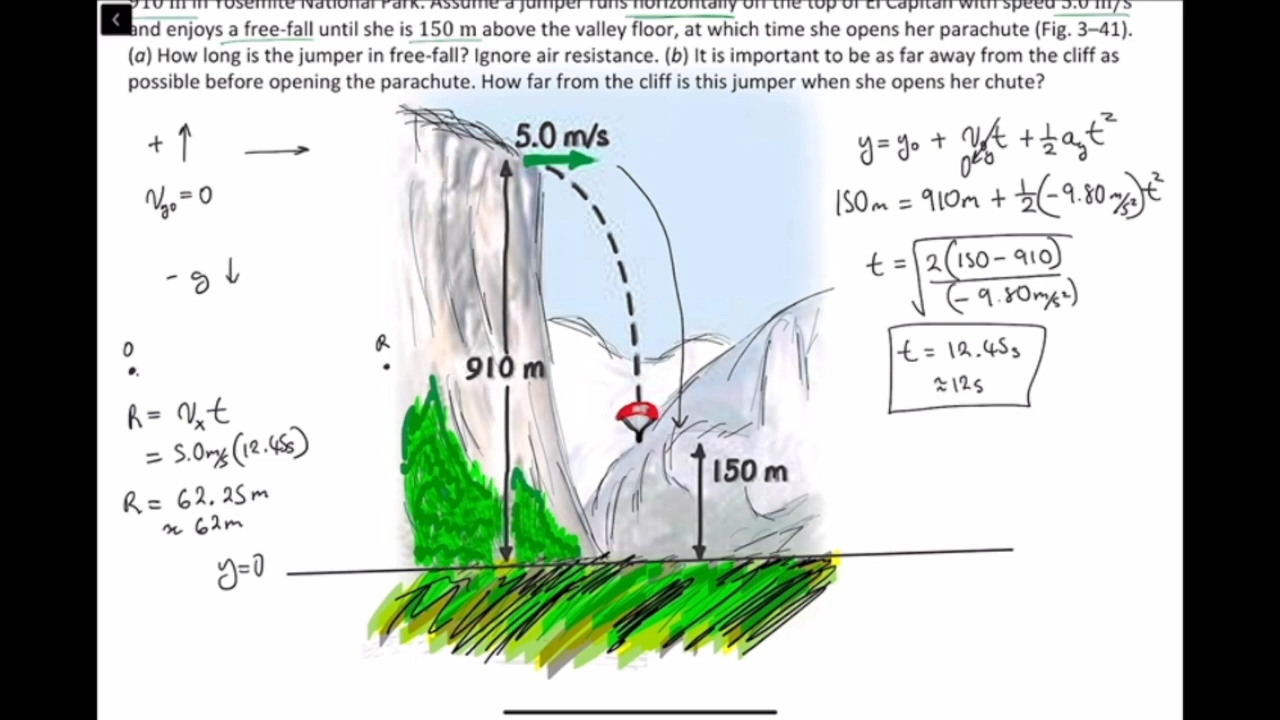 910 m in Yosemite National Park. Assume a jumper runs horizontally off the top of El Capitan with speed 5.0 m/s
and enjoys a free-fall until she is 150 m above the valley floor, at which time she opens her parachute (Fig. 3–41).
(a) How long is the jumper in free-fall? Ignore air resistance. (b) It is important to be as far away from the cliff as
possible before opening the parachute. How far from the cliff is this jumper when she opens her chute?
+ ↑ →
v_y0 = 0
- g ↓
0
R
R = v_x t
= 5.0 m/s (12.45s)
R = 62.25 m
≈ 62 m
y=0
5.0 m/s
910 m
150 m
y = y₀ + v_y0 t + ½ a_y t²
0
150 m = 910 m + ½ (-9.80 m/s²) t²
t = √ 2(150 - 910)
(- 9.80 m/s²)
t = 12.45s
≈ 12s